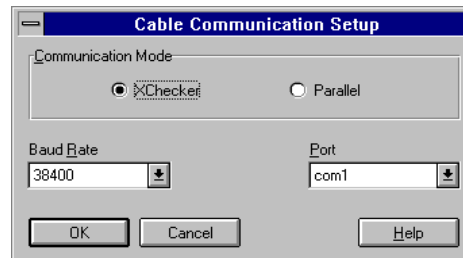 Cable Communication Setup
Communication Mode
XChecker Parallel
Baud Rate Port
38400 com1
OK Cancel Help